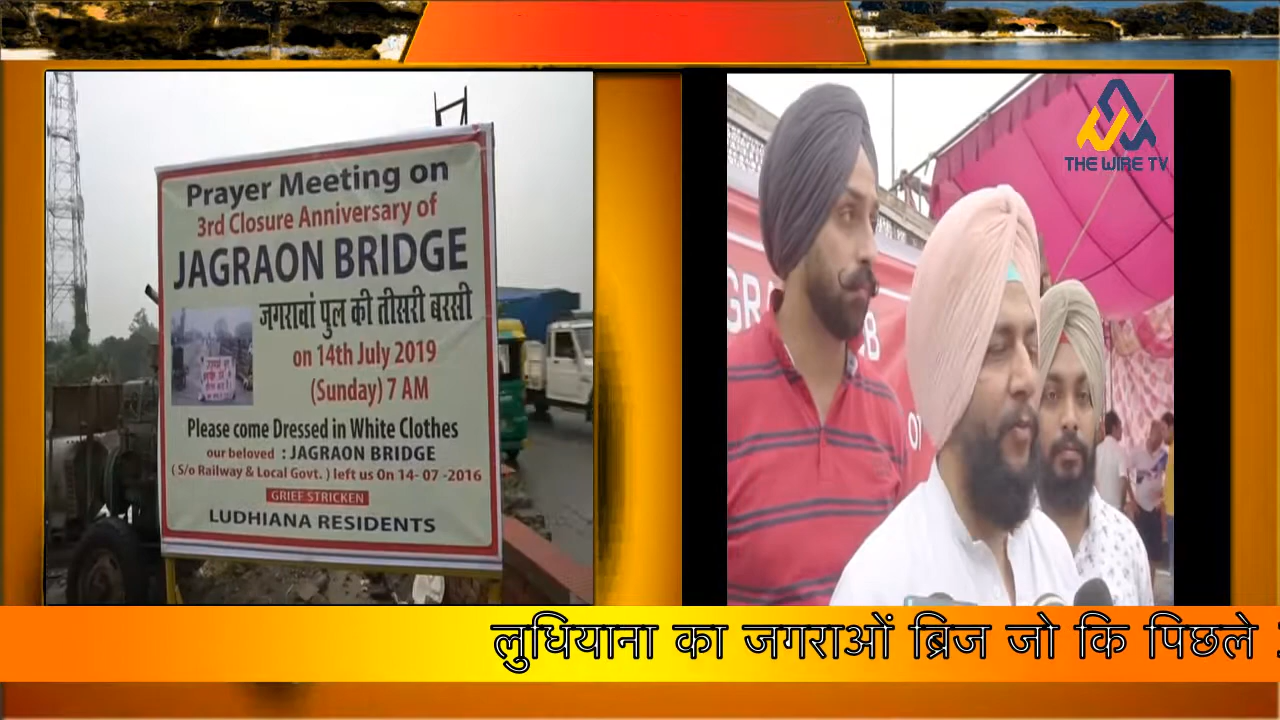 Prayer Meeting on
3rd Closure Anniversary of
JAGRAON BRIDGE
जगरावां पुल की तीसरी बरसी
on 14th July 2019
(Sunday) 7 AM
Please come Dressed in White Clothes
our beloved : JAGRAON BRIDGE
( S/o Railway & Local Govt. ) left us On 14- 07 -2016
GRIEF STRICKEN
LUDHIANA RESIDENTS
THE WIRE TV
लुधियाना का जगराओं ब्रिज जो कि पिछले